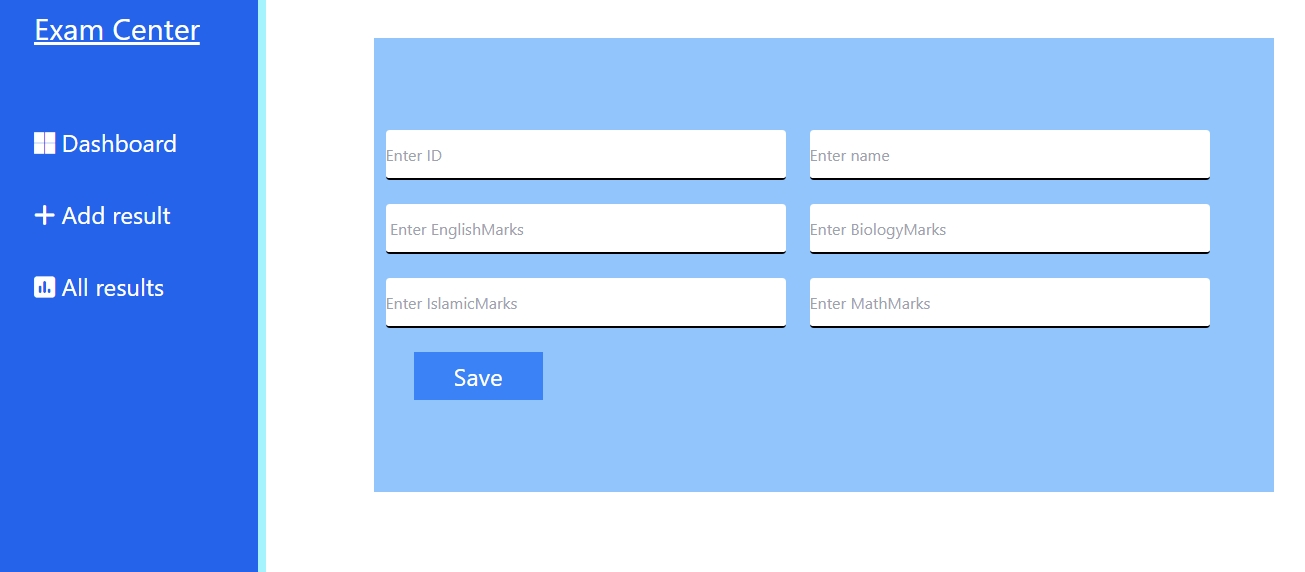 Exam Center
Dashboard
Add result
All results
Enter ID
Enter name
Enter EnglishMarks
Enter BiologyMarks
Enter IslamicMarks
Enter MathMarks
Save